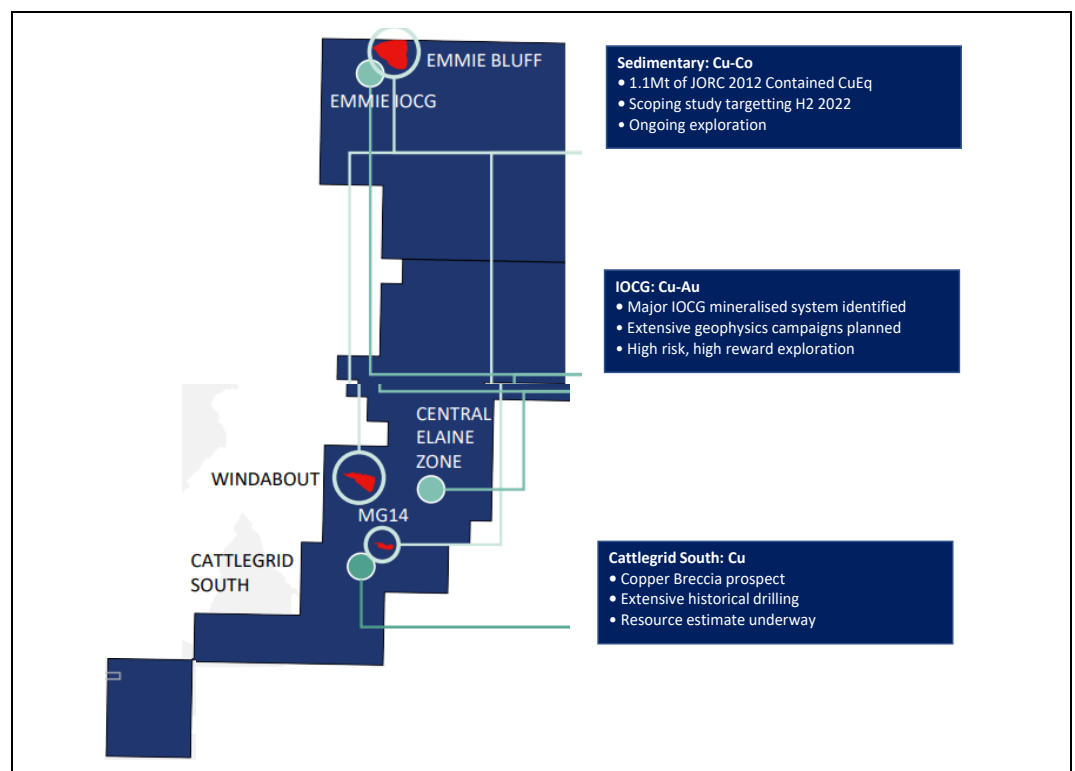 EMMIE BLUFF
EMMIE IOCG
Sedimentary: Cu-Co
• 1.1Mt of JORC 2012 Contained CuEq
• Scoping study targetting H2 2022
• Ongoing exploration
IOCG: Cu-Au
• Major IOCG mineralised system identified
• Extensive geophysics campaigns planned
• High risk, high reward exploration
CENTRAL
ELAINE
ZONE
WINDABOUT
MG14
CATTLEGRID
SOUTH
Cattlegrid South: Cu
• Copper Breccia prospect
• Extensive historical drilling
• Resource estimate underway